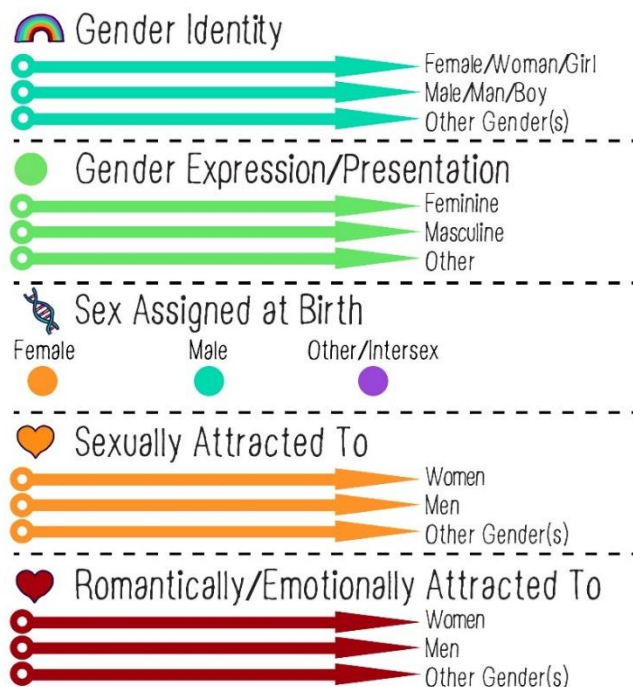 Gender Identity
Female/Woman/Girl
Male/Man/Boy
Other Gender(s)
Gender Expression/Presentation
Feminine
Masculine
Other
Sex Assigned at Birth
Female Male Other/Intersex
Sexually Attracted To
Women
Men
Other Gender(s)
Romantically/Emotionally Attracted To
Women
Men
Other Gender(s)